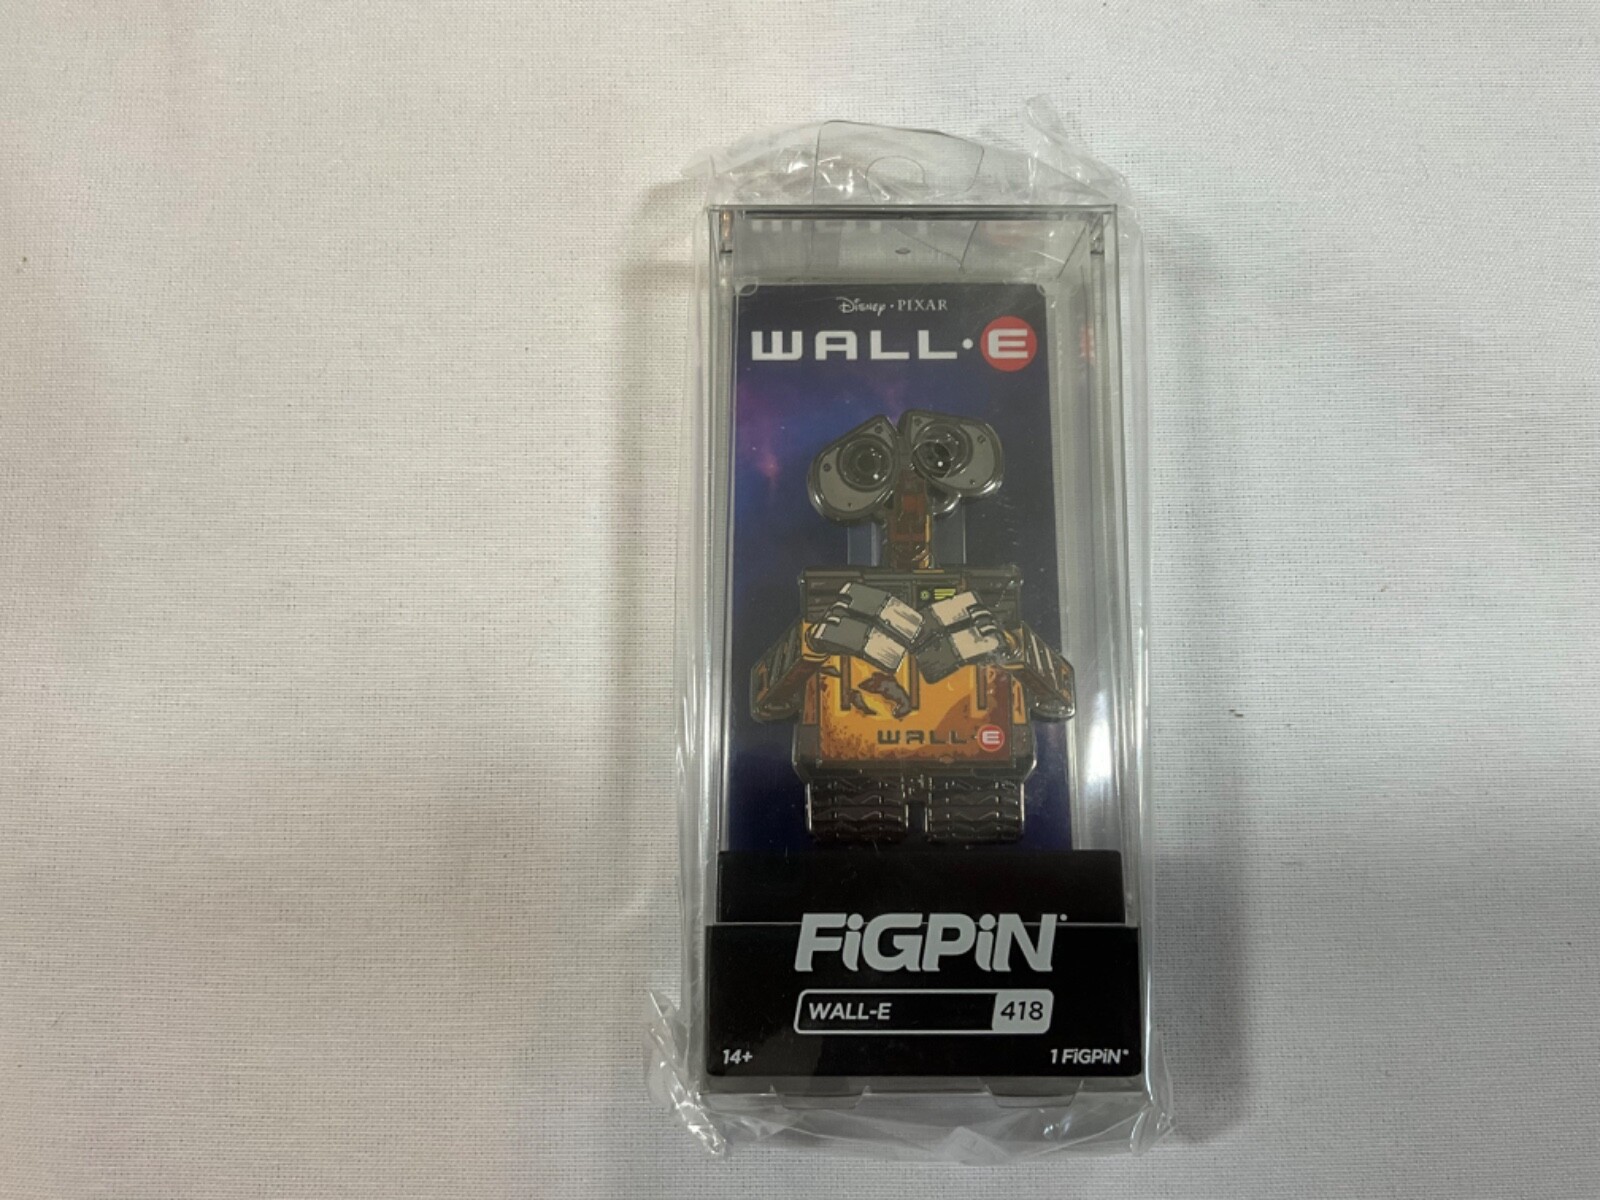 Disney • PIXAR
WALL•E
WALL•E
FiGPiN
WALL-E 418
14+ 1 FiGPiN®